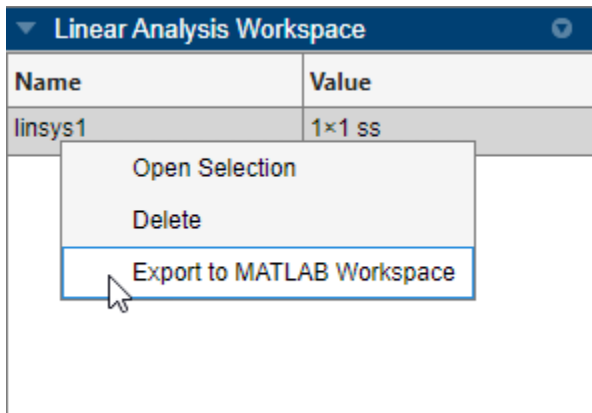 Linear Analysis Workspace
Name Value
linsys1 1×1 ss
Open Selection
Delete
Export to MATLAB Workspace